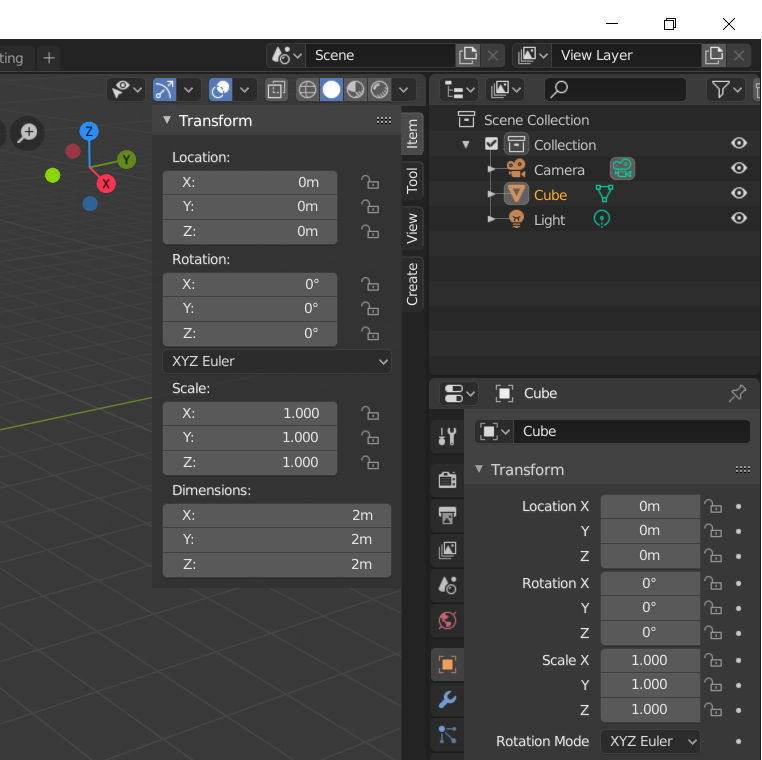 ting +
Scene
View Layer
Transform
Location:
X: 0m
Y: 0m
Z: 0m
Rotation:
X: 0°
Y: 0°
Z: 0°
XYZ Euler
Scale:
X: 1.000
Y: 1.000
Z: 1.000
Dimensions:
X: 2m
Y: 2m
Z: 2m
Z
Y
X
Item
Tool
View
Create
Scene Collection
Collection
Camera
Cube
Light
Cube
Cube
Transform
Location X 0m
Y 0m
Z 0m
Rotation X 0°
Y 0°
Z 0°
Scale X 1.000
Y 1.000
Z 1.000
Rotation Mode XYZ Euler